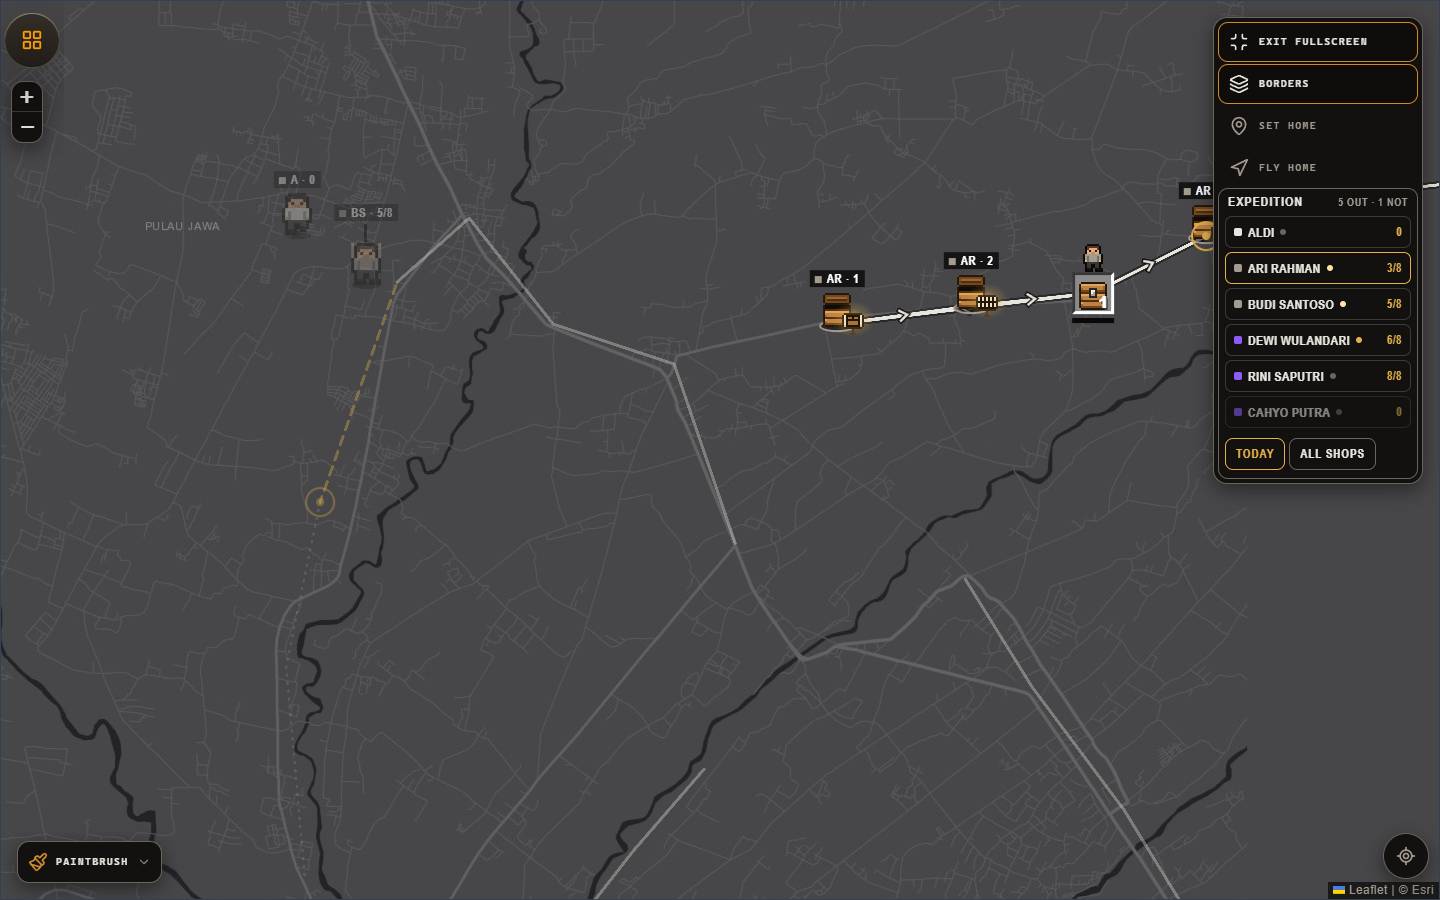 EXIT FULLSCREEN
BORDERS
SET HOME
FLY HOME
EXPEDITION 5 OUT · 1 NOT
ALDI 0
ARI RAHMAN 3/8
BUDI SANTOSO 5/8
DEWI WULANDARI 6/8
RINI SAPUTRI 8/8
CAHYO PUTRA 0
TODAY ALL SHOPS
+
−
A · 0
BS · 5/8
PULAU JAWA
AR
AR · 2
AR · 1
PAINTBRUSH
Leaflet | © Esri